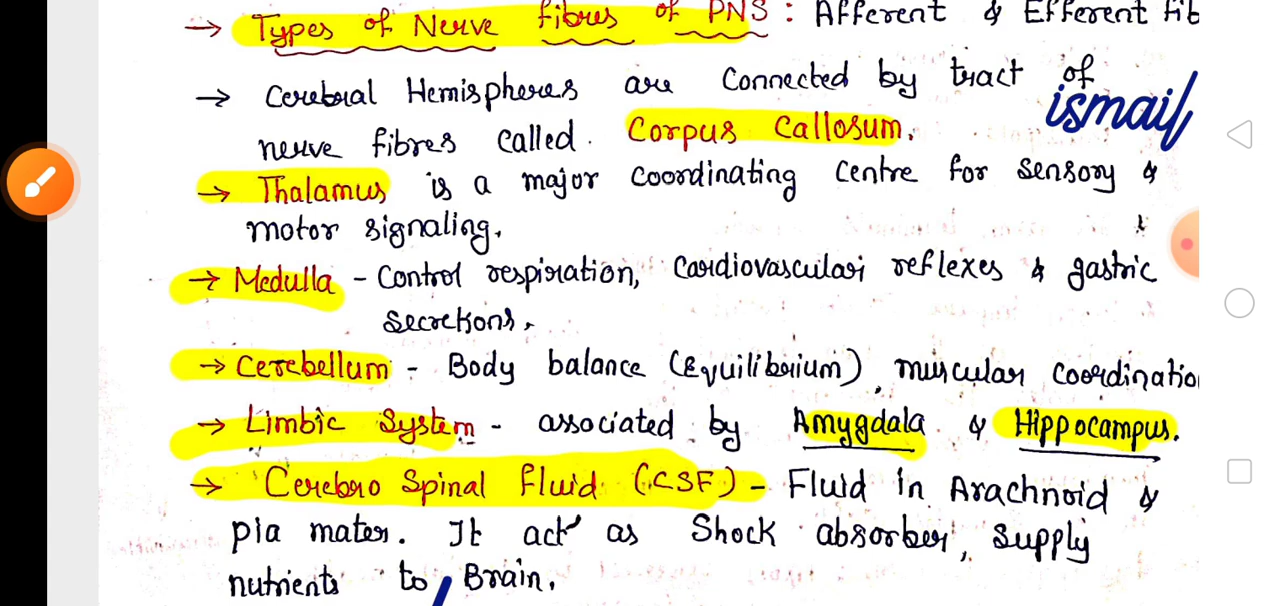 → Types of Nerve fibres of PNS : Afferent & Efferent Fib
→ Cerebral Hemispheres are Connected by tract of
ismail
nerve fibres called. Corpus Callosum.
→ Thalamus is a major coordinating Centre for Sensory &
motor signaling.
→ Medulla - Control respiration, Cardiovascular reflexes & gastric
Secretions.
→ Cerebellum - Body balance (Equilibrium), muscular coordinatio
→ Limbic System - associated by Amygdala & Hippocampus.
→ Cerebro Spinal Fluid (CSF) - Fluid in Arachnoid &
pia mater. It act as Shock absorber, Supply
nutrients to Brain.